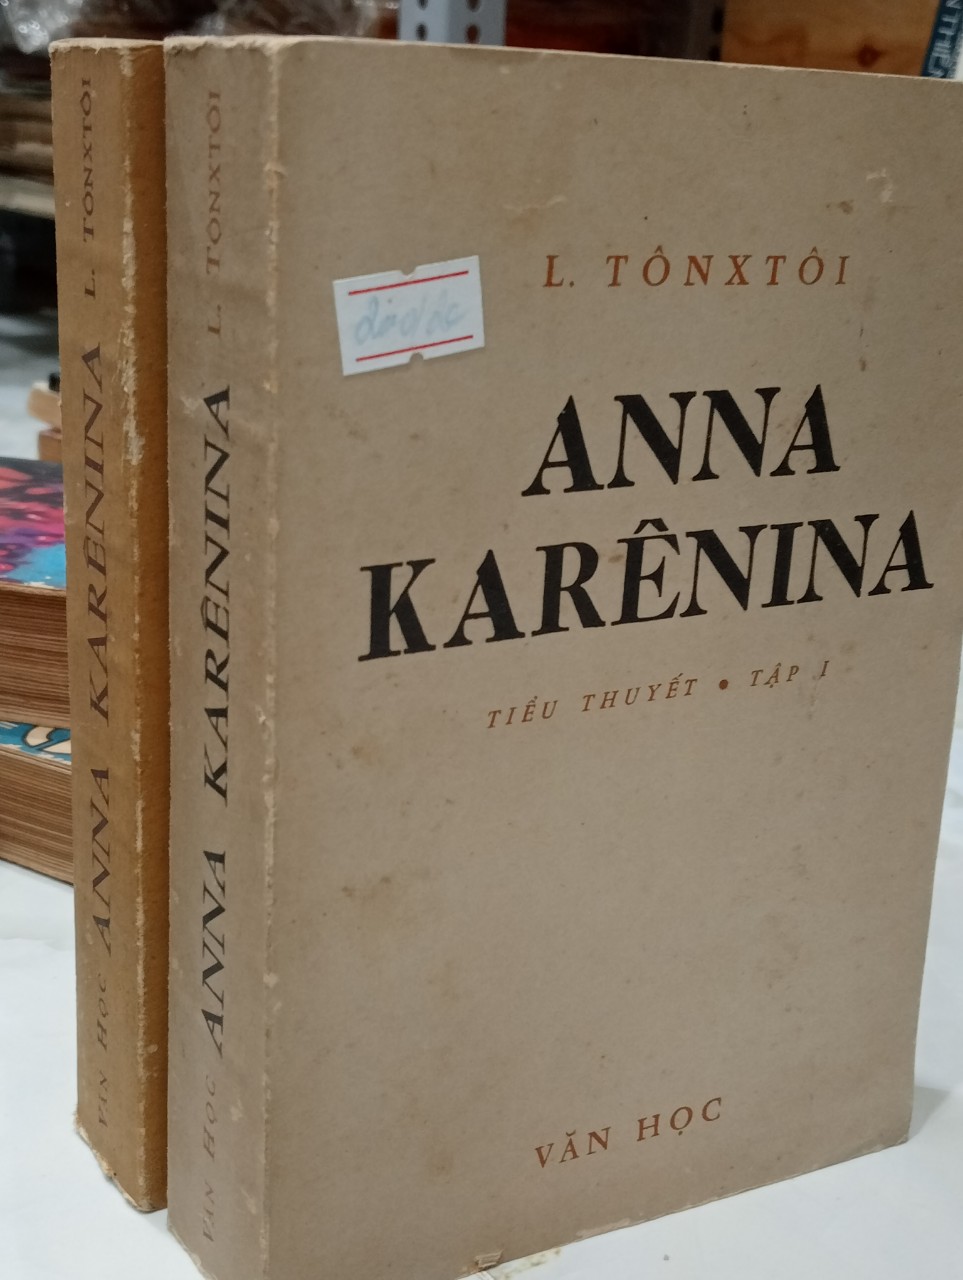 L. TÔNXTÔI
ANNA
KARÊNINA
TIỂU THUYẾT • TẬP I
VĂN HỌC
VĂN HỌC ANNA KARÊNINA L. TÔNXTÔI
VĂN HỌC ANNA KARÊNINA L. TÔNXTÔI